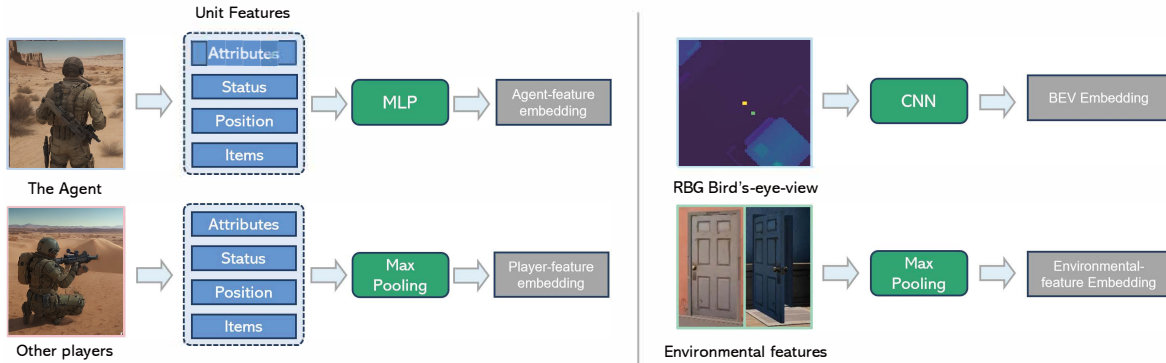 Unit Features
Attributes
Status
Position
Items
MLP
Agent-feature
embedding
The Agent
Attributes
Status
Position
Items
Max
Pooling
Player-feature
embedding
Other players
CNN
BEV Embedding
RBG Bird's-eye-view
Max
Pooling
Environmental-
feature Embedding
Environmental features